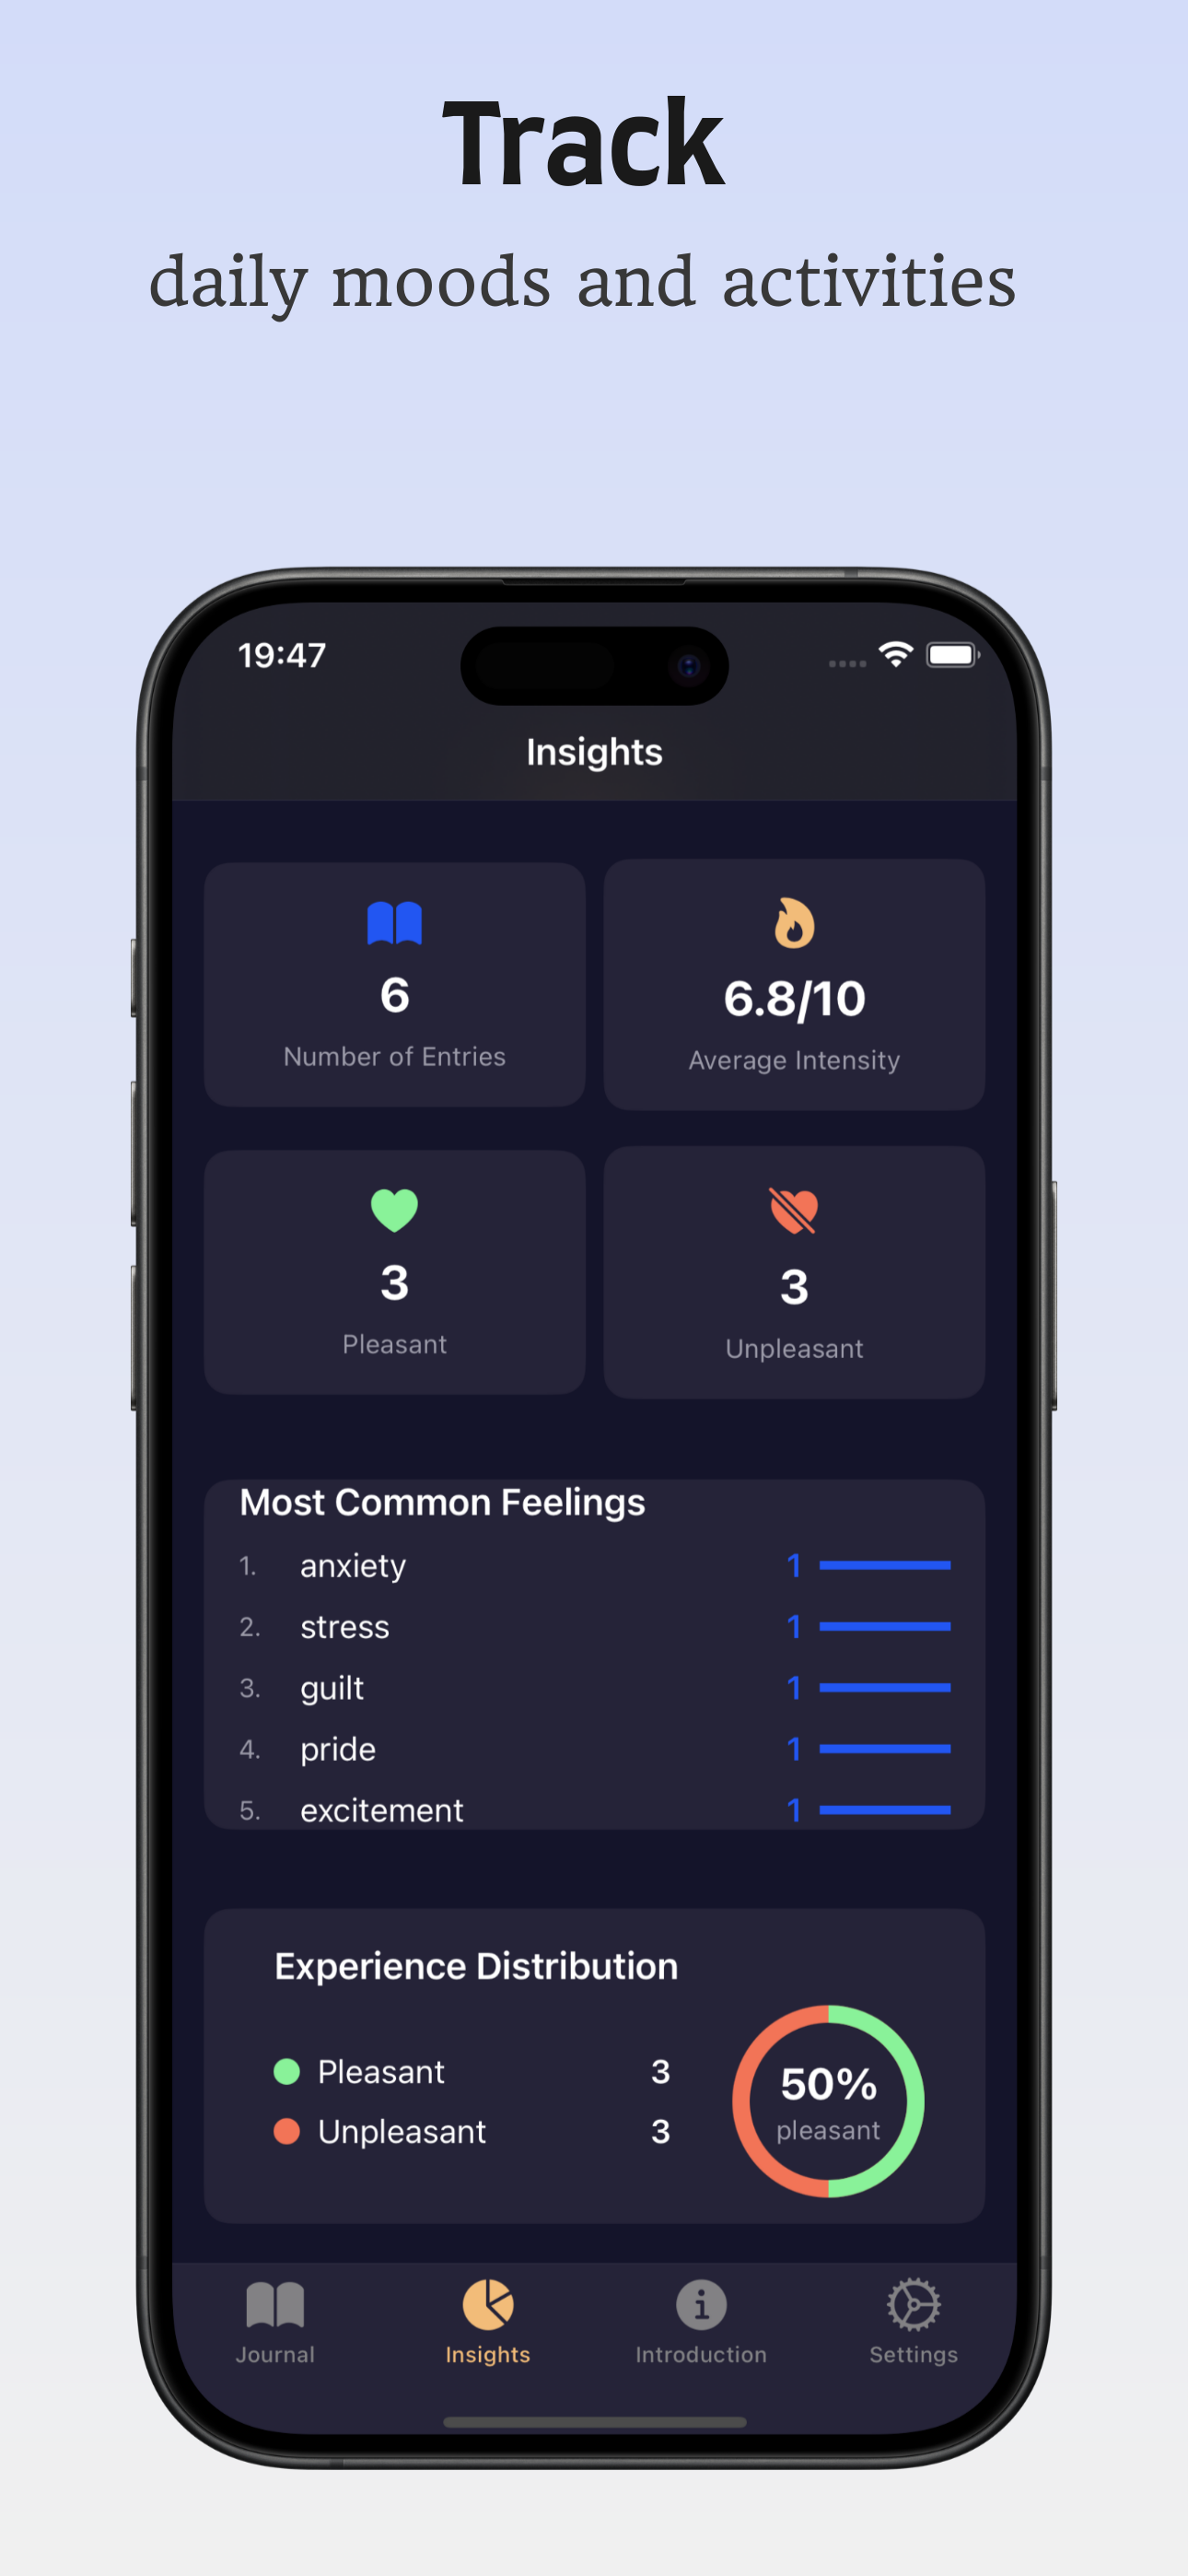 Track
daily moods and activities
19:47
Insights
6
Number of Entries
6.8/10
Average Intensity
3
Pleasant
3
Unpleasant
Most Common Feelings
1. anxiety 1
2. stress 1
3. guilt 1
4. pride 1
5. excitement 1
Experience Distribution
Pleasant 3
Unpleasant 3
50%
pleasant
Journal Insights Introduction Settings